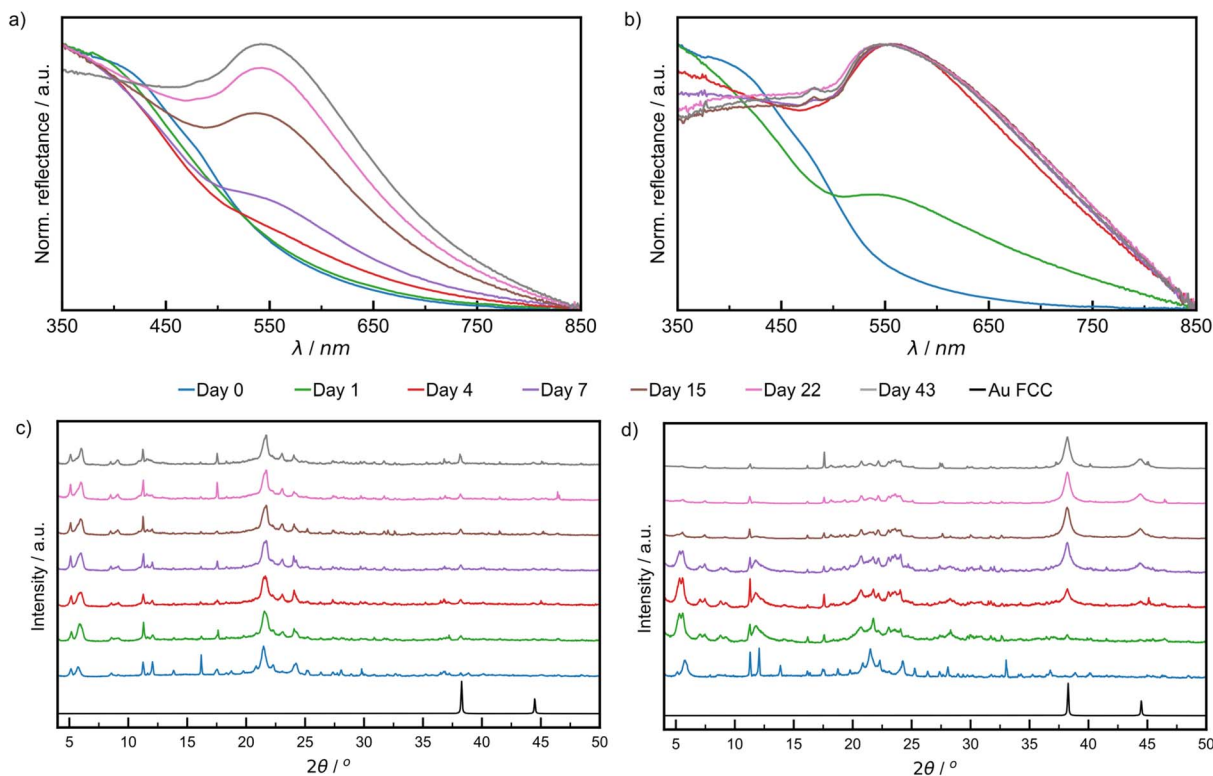 a)
Norm. reflectance / a.u.
350 450 550 650 750 850
λ / nm
b)
Norm. reflectance / a.u.
350 450 550 650 750 850
λ / nm
Day 0 Day 1 Day 4 Day 7 Day 15 Day 22 Day 43 Au FCC
c)
Intensity / a.u.
5 10 15 20 25 30 35 40 45 50
2θ / °
d)
Intensity / a.u.
5 10 15 20 25 30 35 40 45 50
2θ / °